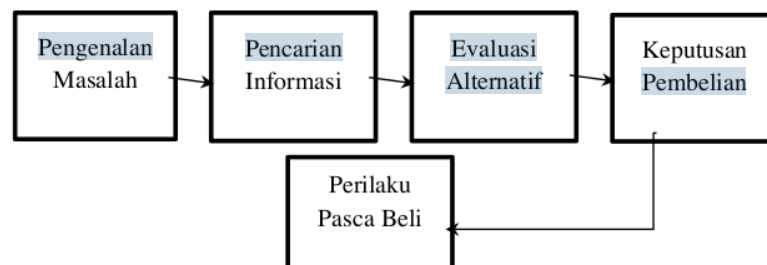 Pengenalan
Masalah
Pencarian
Informasi
Evaluasi
Alternatif
Keputusan
Pembelian
Perilaku
Pasca Beli